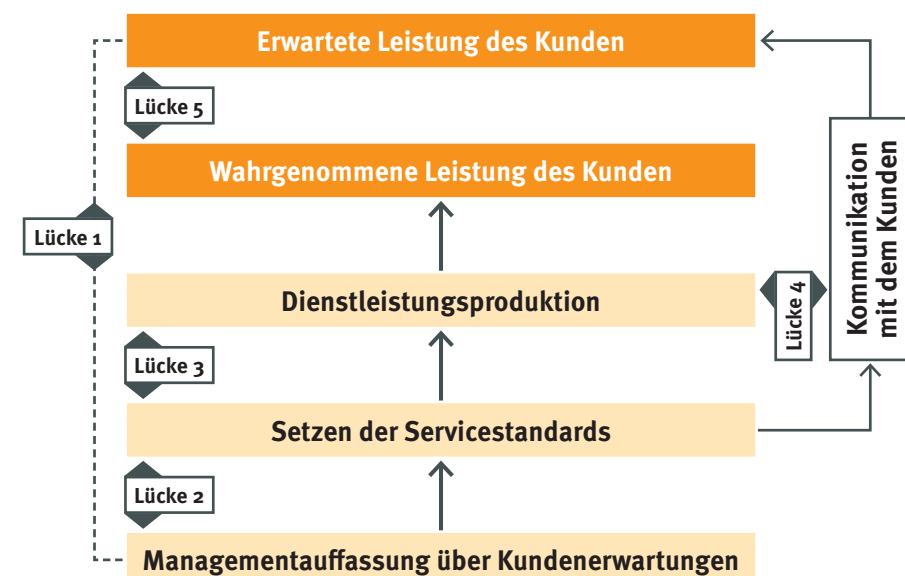 Erwartete Leistung des Kunden
Lücke 5
Wahrgenommene Leistung des Kunden
Lücke 1
Kommunikation
mit dem Kunden
Dienstleistungsproduktion
Lücke 4
Lücke 3
Setzen der Servicestandards
Lücke 2
Managementauffassung über Kundenerwartungen